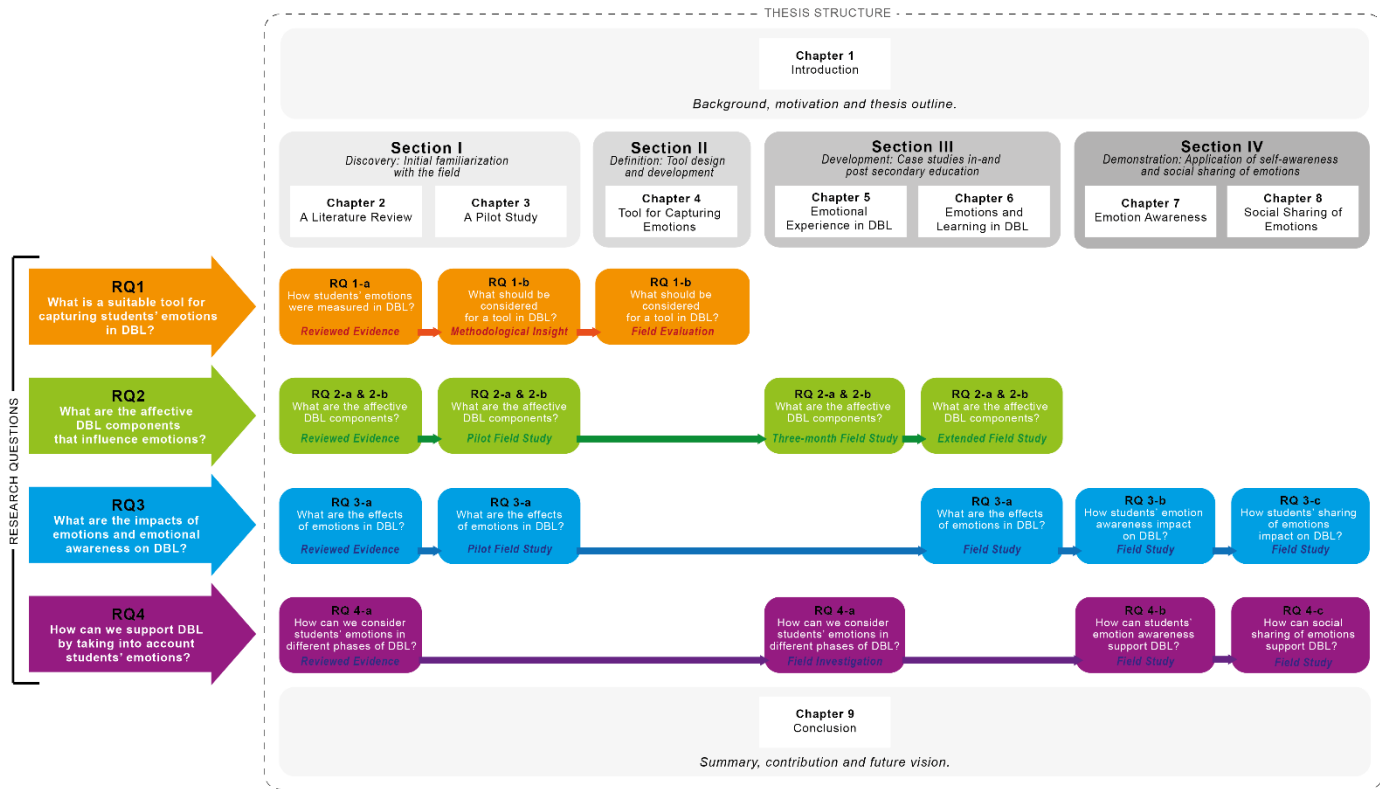 THESIS STRUCTURE
Chapter 1
Introduction
Background, motivation and thesis outline.
Section I
Discovery: Initial familiarization
with the field
Chapter 2
A Literature Review
Chapter 3
A Pilot Study
Section II
Definition: Tool design
and development
Chapter 4
Tool for Capturing
Emotions
Section III
Development: Case studies in-and
post secondary education
Chapter 5
Emotional
Experience in DBL
Chapter 6
Emotions and
Learning in DBL
Section IV
Demonstration: Application of self-awareness
and social sharing of emotions
Chapter 7
Emotion Awareness
Chapter 8
Social Sharing of
Emotions
RESEARCH QUESTIONS
RQ1
What is a suitable tool for
capturing students' emotions
in DBL?
RQ 1-a
How students' emotions
were measured in DBL?
Reviewed Evidence
RQ 1-b
What should be
considered
for a tool in DBL?
Methodological Insight
RQ 1-b
What should be
considered
for a tool in DBL?
Field Evaluation
RQ2
What are the affective
DBL components
that influence emotions?
RQ 2-a & 2-b
What are the affective
DBL components?
Reviewed Evidence
RQ 2-a & 2-b
What are the affective
DBL components?
Pilot Field Study
RQ 2-a & 2-b
What are the affective
DBL components?
Three-month Field Study
RQ 2-a & 2-b
What are the affective
DBL components?
Extended Field Study
RQ3
What are the impacts of
emotions and emotional
awareness on DBL?
RQ 3-a
What are the effects
of emotions in DBL?
Reviewed Evidence
RQ 3-a
What are the effects
of emotions in DBL?
Pilot Field Study
RQ 3-a
What are the effects
of emotions in DBL?
Field Study
RQ 3-b
How students' emotion
awareness impact
on DBL?
Field Study
RQ 3-c
How students' sharing
of emotions
impact on DBL?
Field Study
RQ4
How can we support DBL
by taking into account
students' emotions?
RQ 4-a
How can we consider
students' emotions in
different phases of DBL?
Reviewed Evidence
RQ 4-a
How can we consider
students' emotions in
different phases of DBL?
Field Investigation
RQ 4-b
How can students'
emotion awareness
support DBL?
Field Study
RQ 4-c
How can social
sharing of emotions
support DBL?
Field Study
Chapter 9
Conclusion
Summary, contribution and future vision.